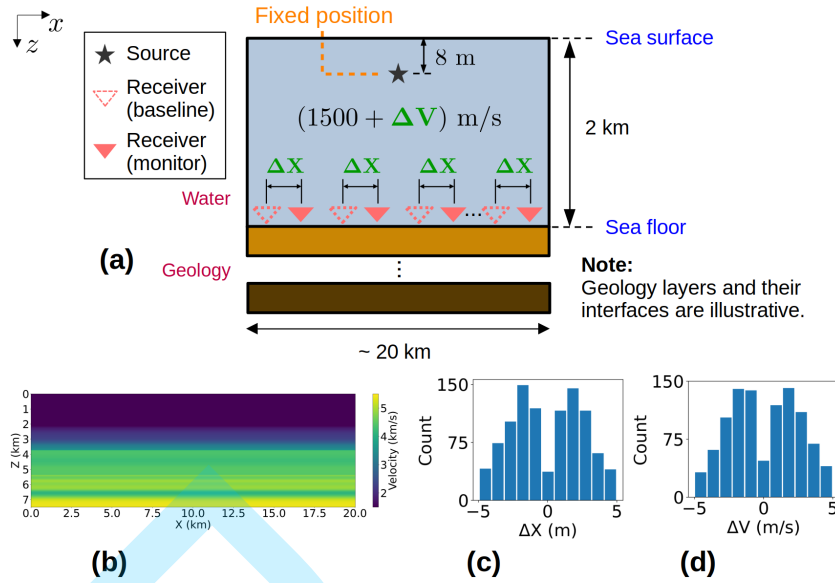 x
z
Source
Receiver
(baseline)
Receiver
(monitor)
Fixed position
8 m
(1500 + ΔV) m/s
ΔX ΔX ΔX ΔX
...
Sea surface
2 km
Water
Sea floor
(a)
Geology
⋮
Note:
Geology layers and their
interfaces are illustrative.
~ 20 km
0
1
2
3
4
5
6
7
Z (km)
0.0 2.5 5.0 7.5 10.0 12.5 15.0 17.5 20.0
X (km)
5
4
3
2
Velocity (km/s)
(b)
150
75
0
Count
−5 0 5
ΔX (m)
(c)
150
75
0
Count
−5 0 5
ΔV (m/s)
(d)